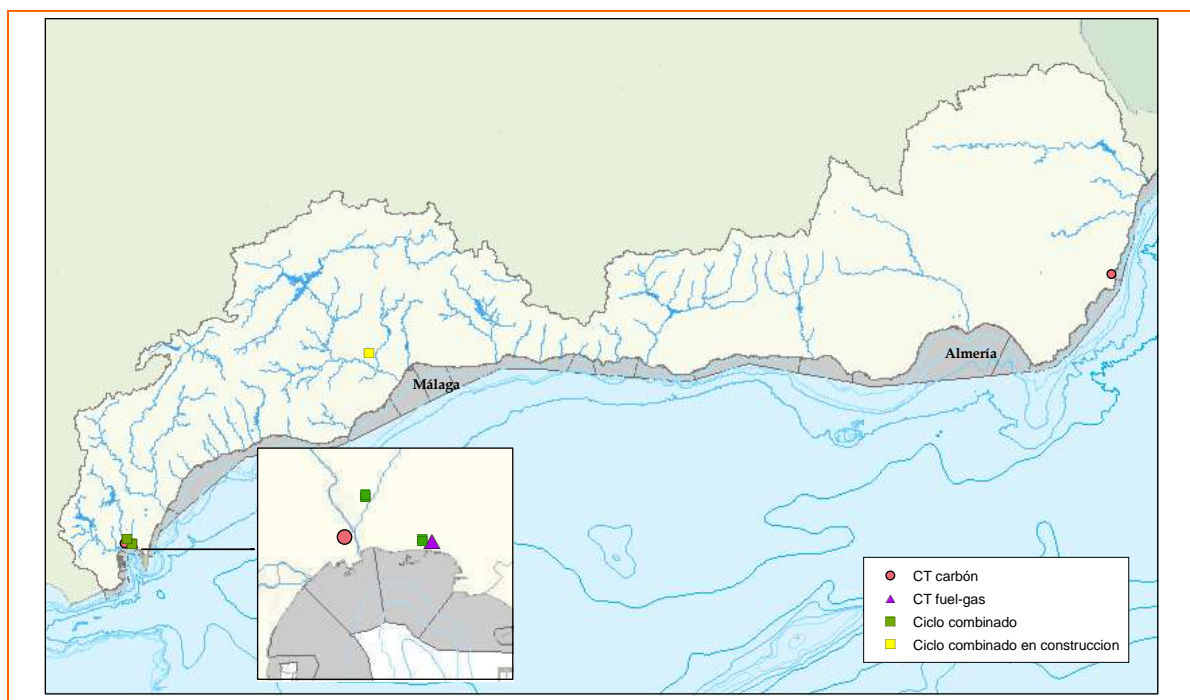 Almería
Málaga
CT carbón
CT fuel-gas
Ciclo combinado
Ciclo combinado en construccion